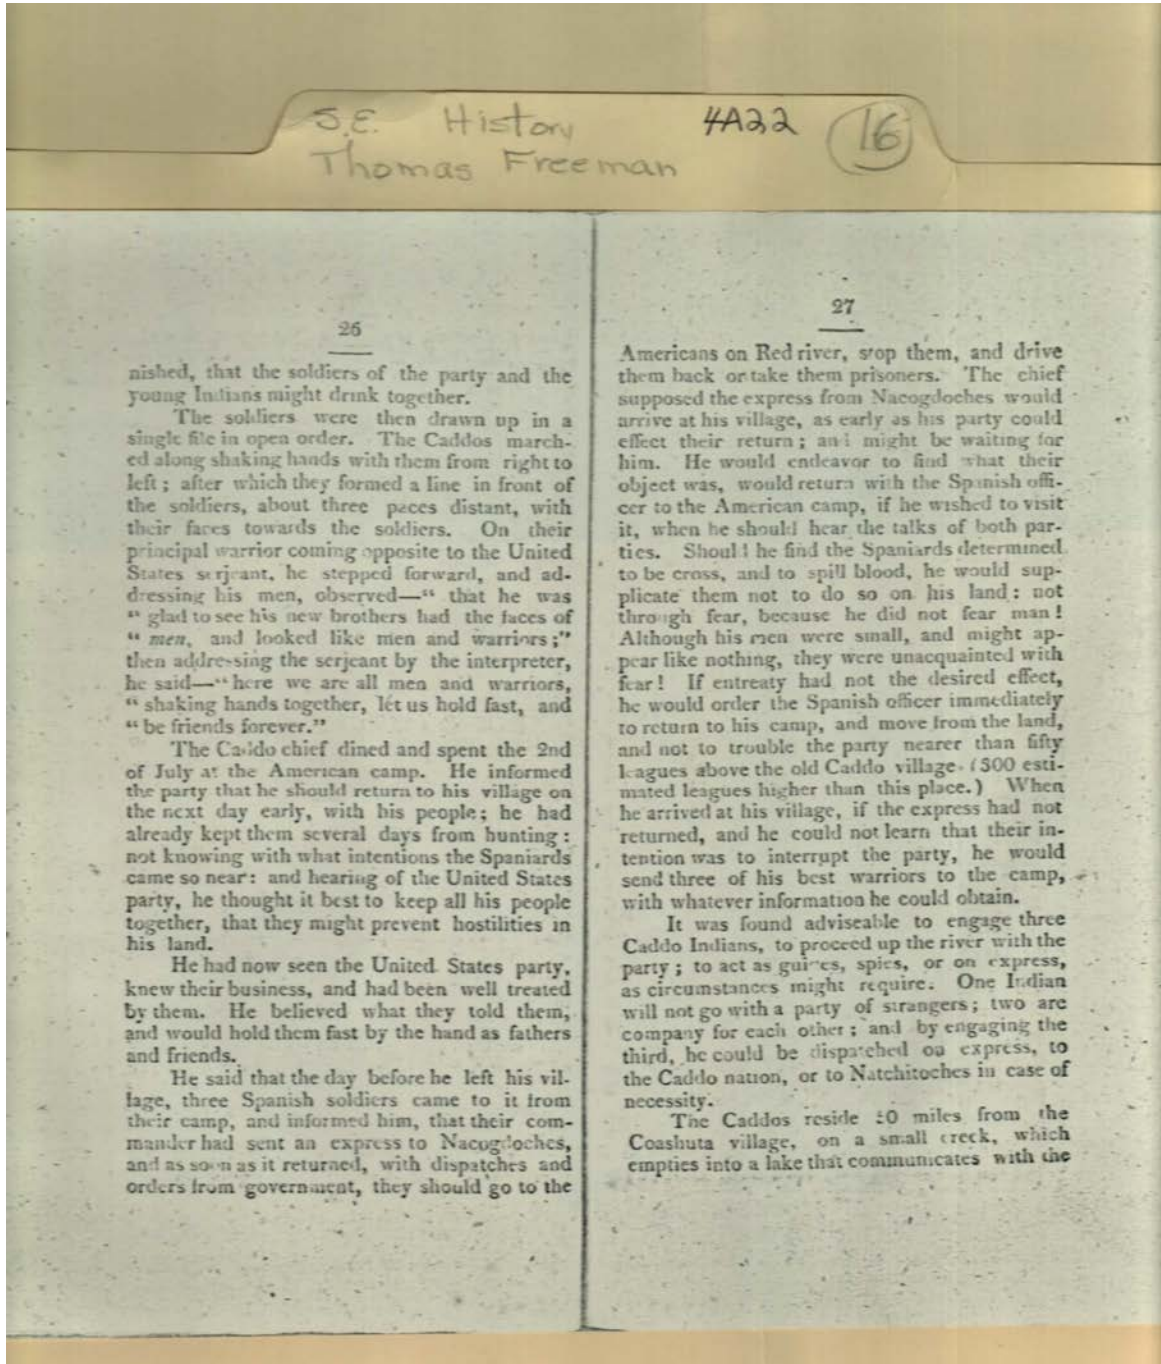 S.E. History 4A22 16
Thomas Freeman
26
nished, that the soldiers of the party and the
young Indians might drink together.
The soldiers were then drawn up in a
single file in open order. The Caddos march-
ed along shaking hands with them from right to
left; after which they formed a line in front of
the soldiers, about three paces distant, with
their faces towards the soldiers. On their
principal warrior coming opposite to the United
States serjeant, he stepped forward, and ad-
dressing his men, observed—“ that he was
“ glad to see his new brothers had the faces of
“ men, and looked like men and warriors;”
then addressing the serjeant by the interpreter,
he said—“ here we are all men and warriors,
“ shaking hands together, let us hold fast, and
“ be friends forever.”
The Caddo chief dined and spent the 2nd
of July at the American camp. He informed
the party that he should return to his village on
the next day early, with his people; he had
already kept them several days from hunting:
not knowing with what intentions the Spaniards
came so near: and hearing of the United States
party, he thought it best to keep all his people
together, that they might prevent hostilities in
his land.
He had now seen the United States party,
knew their business, and had been well treated
by them. He believed what they told them,
and would hold them fast by the hand as fathers
and friends.
He said that the day before he left his vil-
lage, three Spanish soldiers came to it from
their camp, and informed him, that their com-
mander had sent an express to Nacogdoches,
and as soon as it returned, with dispatches and
orders from government, they should go to the
27
Americans on Red river, stop them, and drive
them back or take them prisoners. The chief
supposed the express from Nacogdoches would
arrive at his village, as early as his party could
effect their return; and might be waiting for
him. He would endeavor to find what their
object was, would return with the Spanish offi-
cer to the American camp, if he wished to visit
it, when he should hear the talks of both par-
ties. Should he find the Spaniards determined
to be cross, and to spill blood, he would sup-
plicate them not to do so on his land: not
through fear, because he did not fear man!
Although his men were small, and might ap-
pear like nothing, they were unacquainted with
fear! If entreaty had not the desired effect,
he would order the Spanish officer immediately
to return to his camp, and move from the land,
and not to trouble the party nearer than fifty
leagues above the old Caddo village. (300 esti-
mated leagues higher than this place.) When
he arrived at his village, if the express had not
returned, and he could not learn that their in-
tention was to interrupt the party, he would
send three of his best warriors to the camp,
with whatever information he could obtain.
It was found adviseable to engage three
Caddo Indians, to proceed up the river with the
party; to act as guides, spies, or on express,
as circumstances might require. One Indian
will not go with a party of strangers; two are
company for each other; and by engaging the
third, he could be dispatched on express, to
the Caddo nation, or to Natchitoches in case of
necessity.
The Caddos reside miles from the
Coashuta village, on a small creek, which
empties into a lake that communicates with the